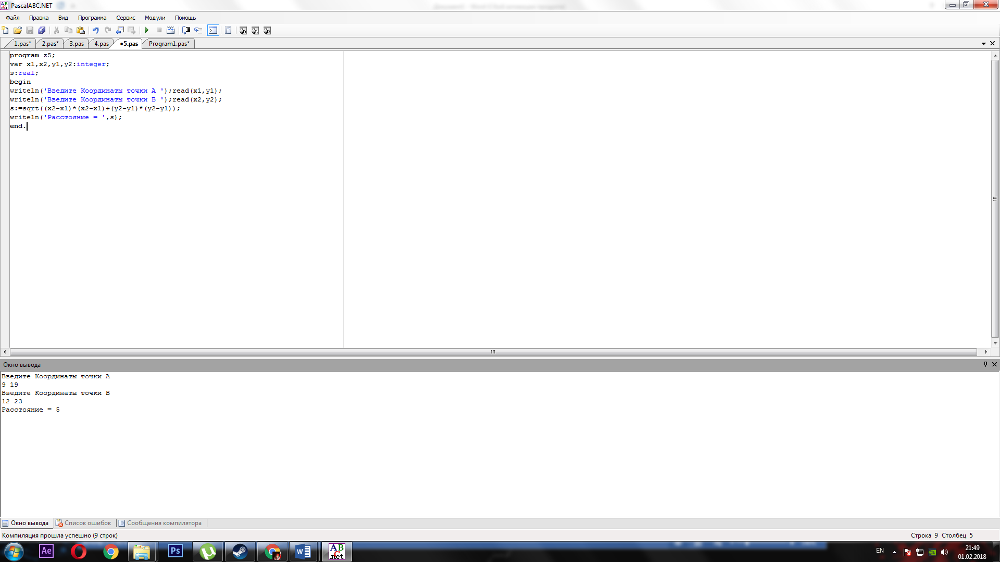 PascalABC.NET
Файл Правка Вид Программа Сервис Модули Помощь
1.pas* 2.pas* 3.pas 4.pas •5.pas Program1.pas*
program z5;
var x1,x2,y1,y2:integer;
s:real;
begin
writeln('Введите Координаты точки A ');read(x1,y1);
writeln('Введите Координаты точки B ');read(x2,y2);
s:=sqrt((x2-x1)*(x2-x1)+(y2-y1)*(y2-y1));
writeln('Расстояние = ',s);
end.
Окно вывода
Введите Координаты точки A
9 19
Введите Координаты точки B
12 23
Расстояние = 5
Окно вывода Список ошибок Сообщения компилятора
Компиляция прошла успешно (9 строк) Строка 9 Столбец 5
Ae Ps W ABC .net EN 21:49
01.02.2018